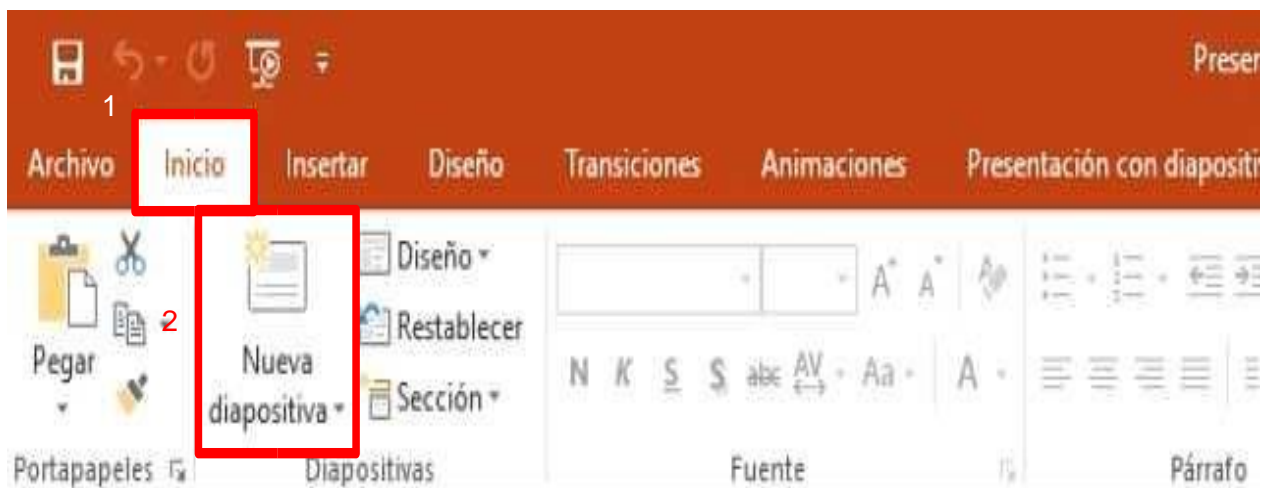 Preser
1
Archivo Inicio Insertar Diseño Transiciones Animaciones Presentación con diapositi
Diseño
2
Restablecer
Pegar
Nueva
diapositiva
Sección
N K S S abc AV Aa A
A A
Portapapeles Diapositivas Fuente Párrafo